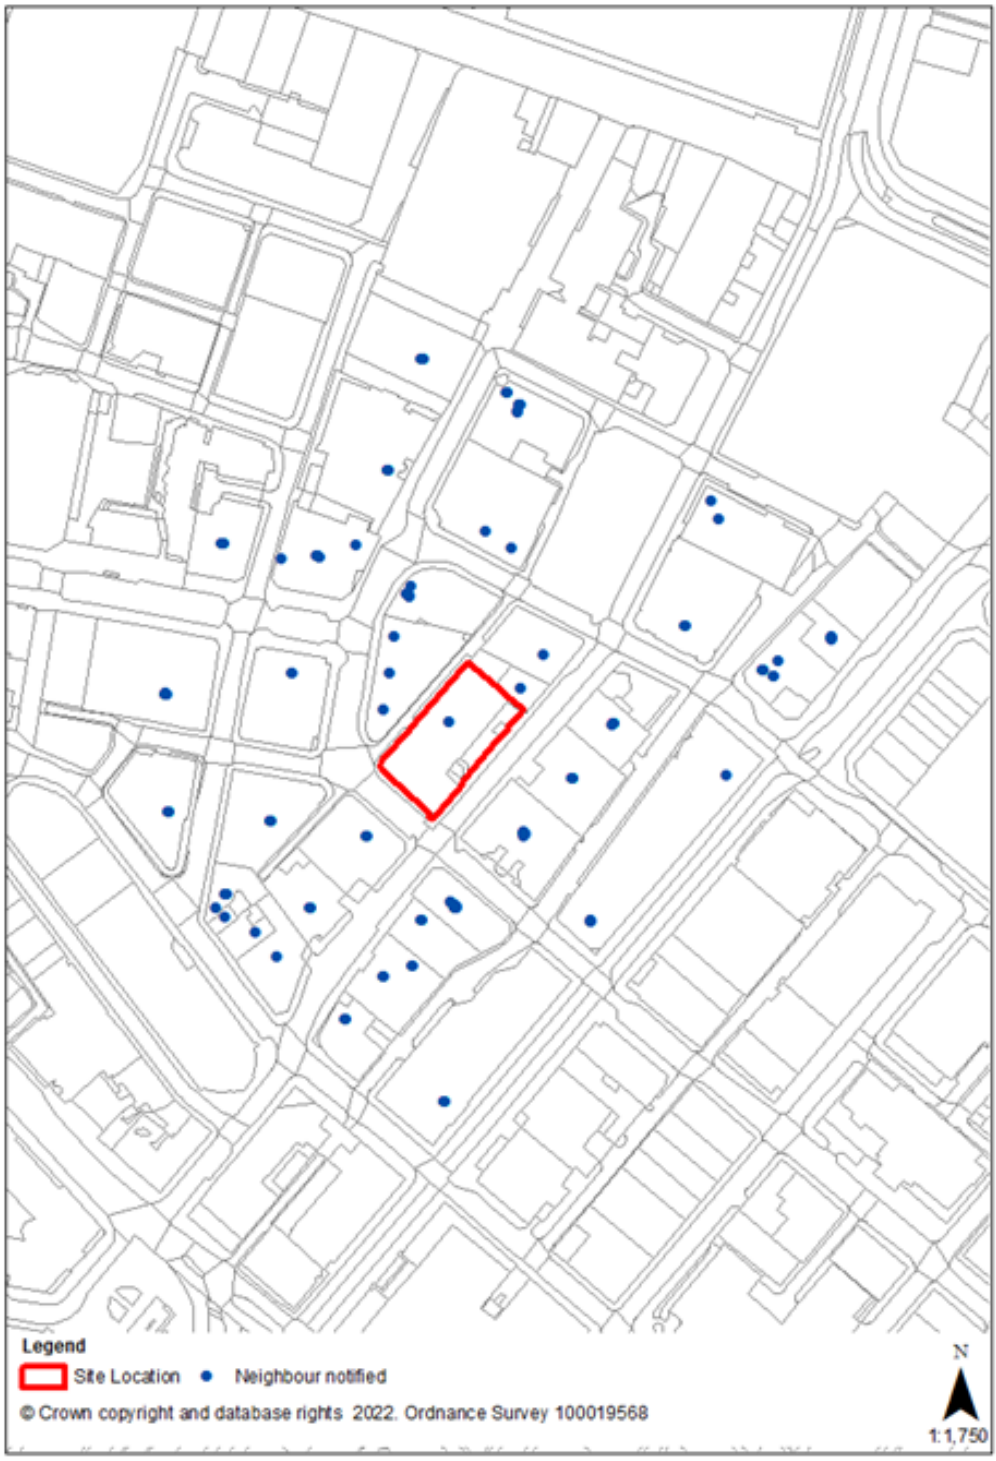 Legend
Site Location Neighbour notified
© Crown copyright and database rights 2022. Ordnance Survey 100019568
N
1:1,750